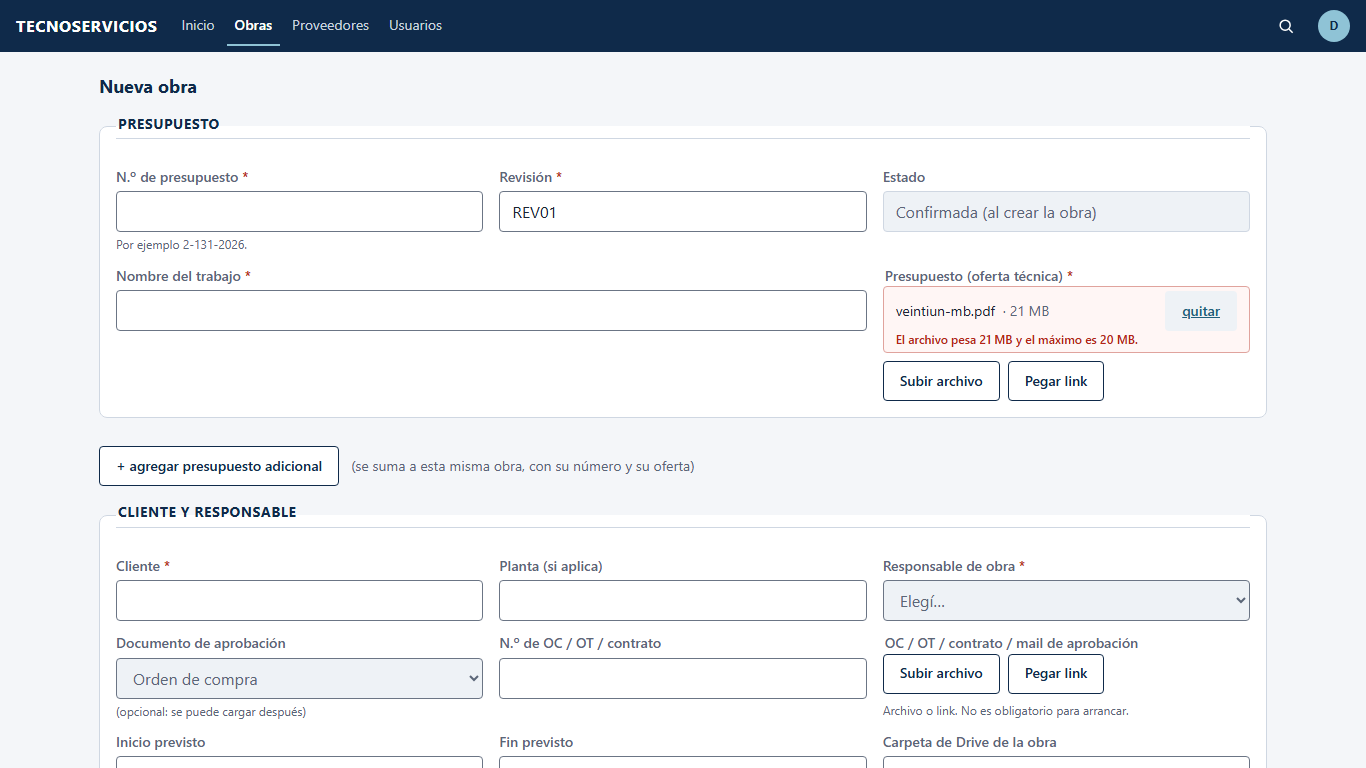 TECNOSERVICIOS Inicio Obras Proveedores Usuarios D
Nueva obra
PRESUPUESTO
N.º de presupuesto * Revisión * Estado
REV01 Confirmada (al crear la obra)
Por ejemplo 2-131-2026.
Nombre del trabajo * Presupuesto (oferta técnica) *
veintiun-mb.pdf · 21 MB quitar
El archivo pesa 21 MB y el máximo es 20 MB.
Subir archivo Pegar link
+ agregar presupuesto adicional (se suma a esta misma obra, con su número y su oferta)
CLIENTE Y RESPONSABLE
Cliente * Planta (si aplica) Responsable de obra *
Elegí...
Documento de aprobación N.º de OC / OT / contrato OC / OT / contrato / mail de aprobación
Orden de compra Subir archivo Pegar link
(opcional: se puede cargar después) Archivo o link. No es obligatorio para arrancar.
Inicio previsto Fin previsto Carpeta de Drive de la obra